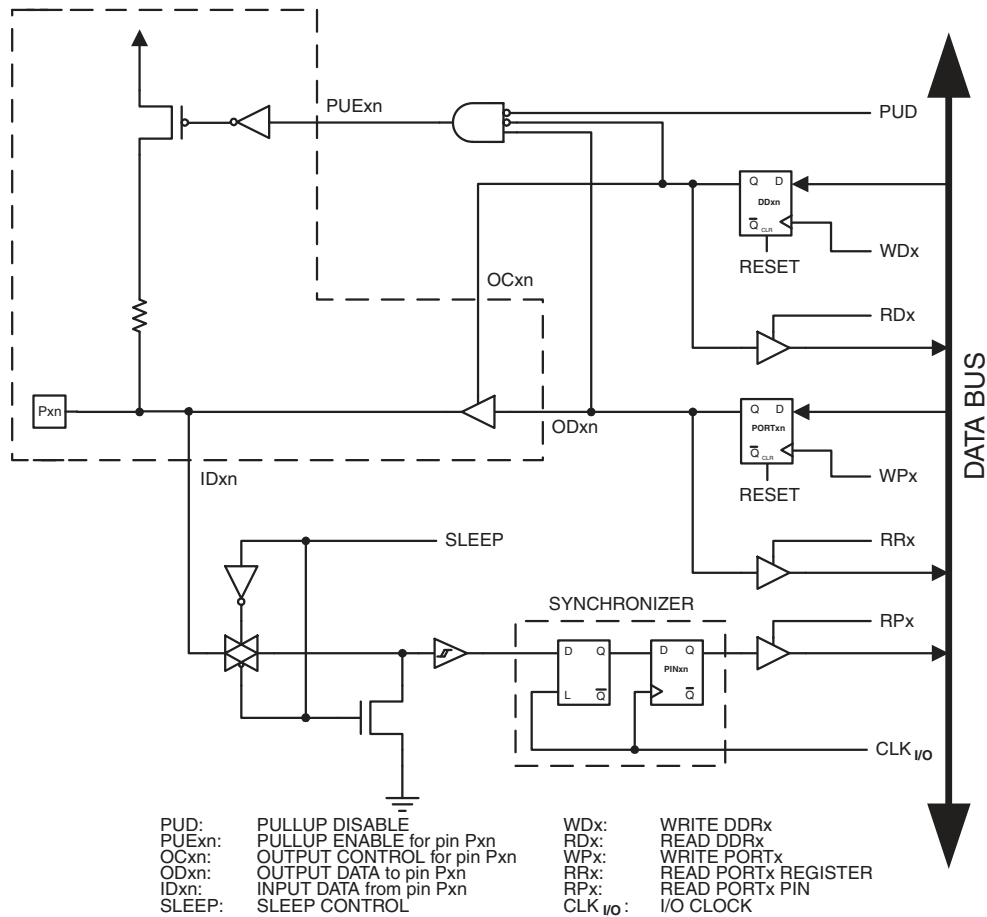 PUExn
PUD
Q D
DDxn
Q CLR
WDx
RESET
OCxn
RDx
DATA BUS
Pxn
ODxn
Q D
PORTxn
Q CLR
WPx
RESET
IDxn
SLEEP
RRx
SYNCHRONIZER
RPx
D Q
L Q
D Q
PINxn
Q
CLK I/O
PUD: PULLUP DISABLE
PUExn: PULLUP ENABLE for pin Pxn
OCxn: OUTPUT CONTROL for pin Pxn
ODxn: OUTPUT DATA to pin Pxn
IDxn: INPUT DATA from pin Pxn
SLEEP: SLEEP CONTROL
WDx: WRITE DDRx
RDx: READ DDRx
WPx: WRITE PORTx
RRx: READ PORTx REGISTER
RPx: READ PORTx PIN
CLK I/O : I/O CLOCK